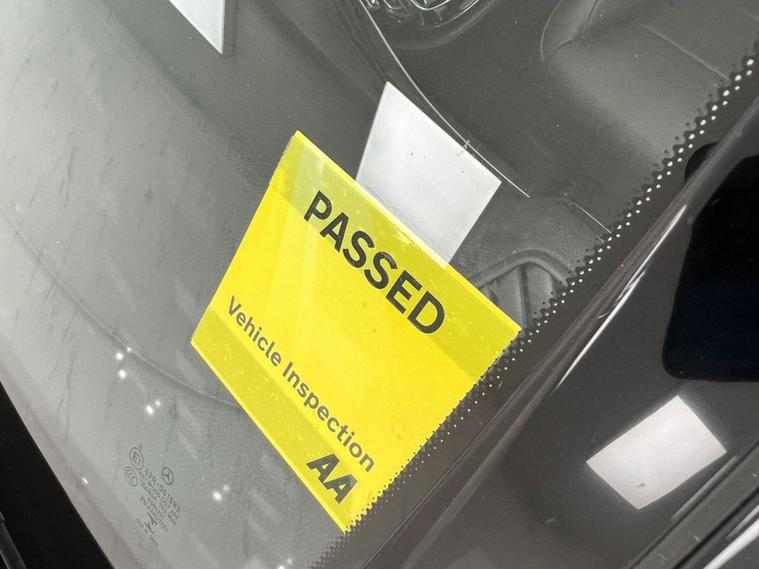 PASSED
Vehicle Inspection
AA